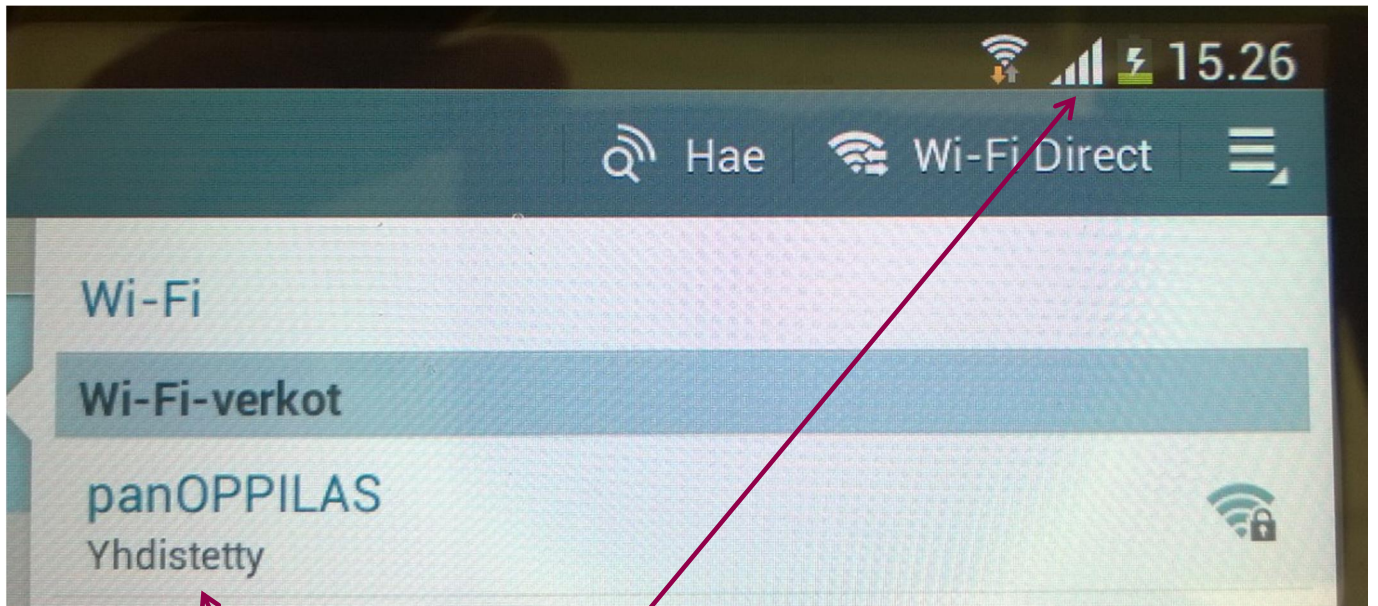 15.26
Hae Wi-Fi Direct
Wi-Fi
Wi-Fi-verkot
panOPPILAS
Yhdistetty